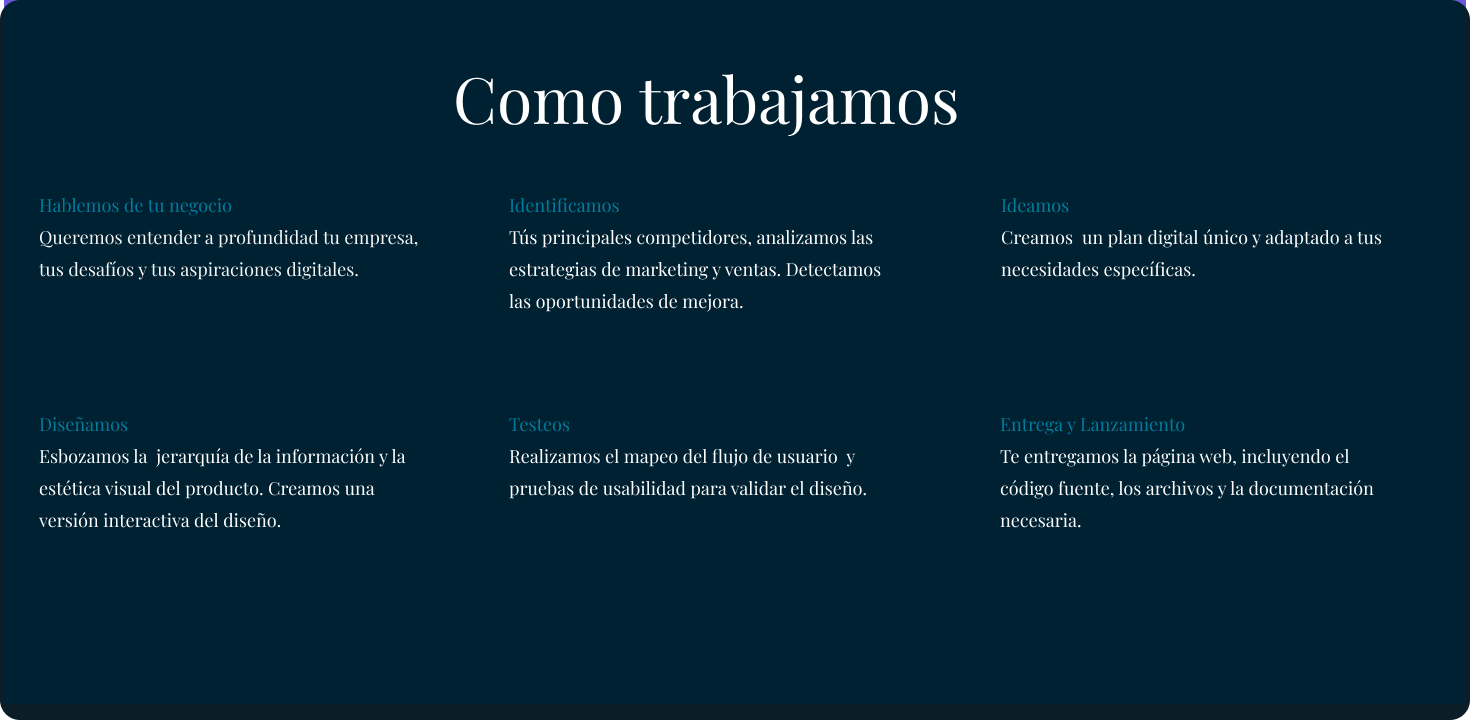 Como trabajamos
Hablemos de tu negocio
Queremos entender a profundidad tu empresa,
tus desafíos y tus aspiraciones digitales.
Identificamos
Tús principales competidores, analizamos las
estrategias de marketing y ventas. Detectamos
las oportunidades de mejora.
Ideamos
Creamos  un plan digital único y adaptado a tus
necesidades específicas.
Diseñamos
Esbozamos la  jerarquía de la información y la
estética visual del producto. Creamos una
versión interactiva del diseño.
Testeos
Realizamos el mapeo del flujo de usuario  y
pruebas de usabilidad para validar el diseño.
Entrega y Lanzamiento
Te entregamos la página web, incluyendo el
código fuente, los archivos y la documentación
necesaria.